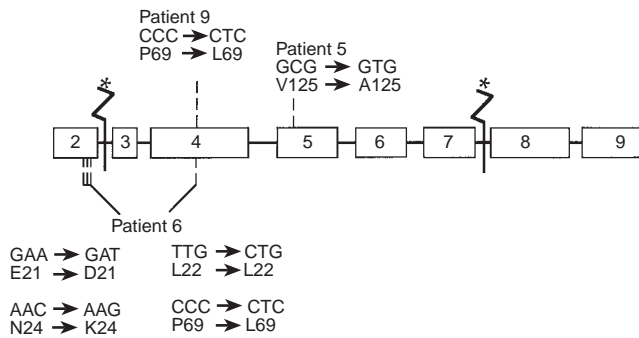 Patient 9
CCC → CTC
P69 → L69
Patient 5
GCG → GTG
V125 → A125
* *
2 3 4 5 6 7 8 9
Patient 6
GAA → GAT TTG → CTG
E21 → D21 L22 → L22
AAC → AAG CCC → CTC
N24 → K24 P69 → L69